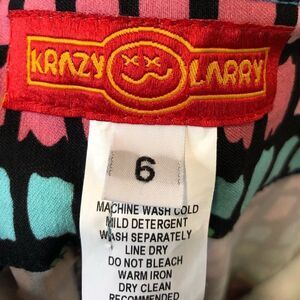 KRAZY LARRY
6
MACHINE WASH COLD
MILD DETERGENT
WASH SEPARATELY
LINE DRY
DO NOT BLEACH
WARM IRON
DRY CLEAN
RECOMMENDED